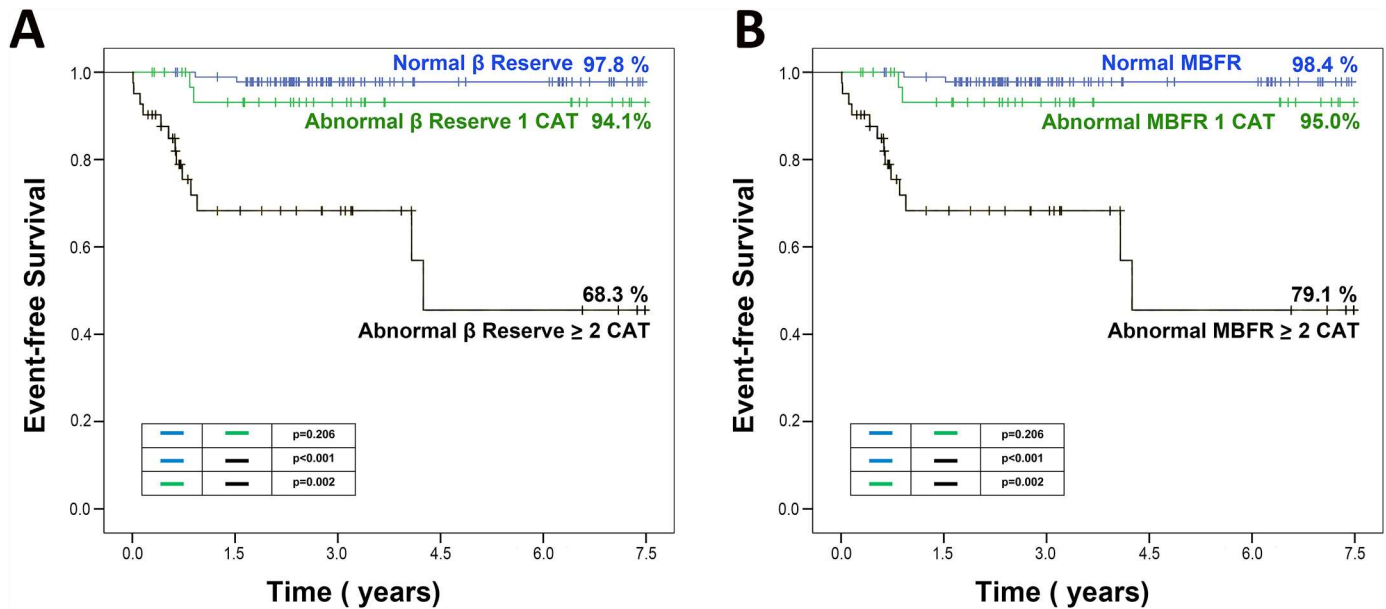 A
Event-free Survival
1.0
0.8
0.6
0.4
0.2
0.0
Normal β Reserve 97.8 %
Abnormal β Reserve 1 CAT 94.1%
68.3 %
Abnormal β Reserve ≥ 2 CAT
p=0.206
p<0.001
p=0.002
0.0 1.5 3.0 4.5 6.0 7.5
Time ( years)
B
Event-free Survival
1.0
0.8
0.6
0.4
0.2
0.0
Normal MBFR 98.4 %
Abnormal MBFR 1 CAT 95.0%
79.1 %
Abnormal MBFR ≥ 2 CAT
p=0.206
p<0.001
p=0.002
0.0 1.5 3.0 4.5 6.0 7.5
Time ( years)